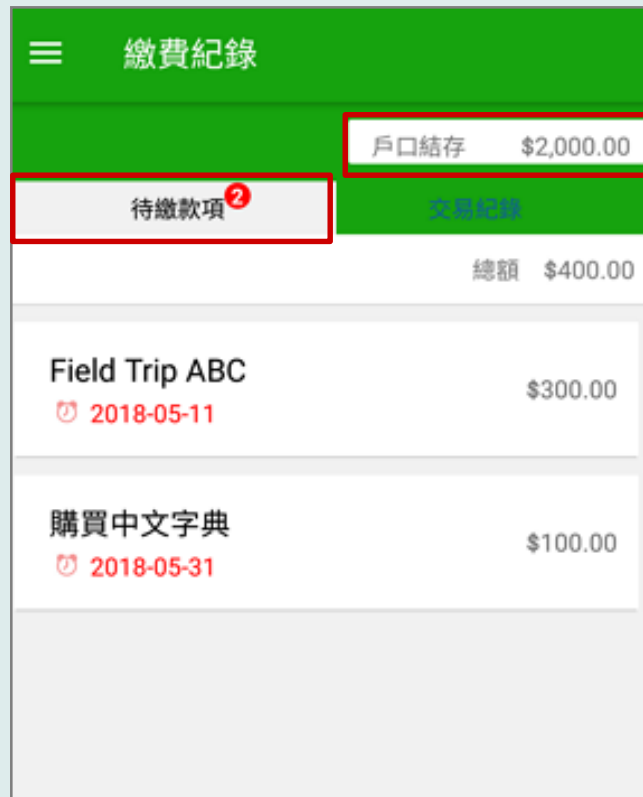 繳費紀錄
戶口結存 $2,000.00
待繳款項 2 交易紀錄
總額 $400.00
Field Trip ABC
$300.00
2018-05-11
購買中文字典
$100.00
2018-05-31